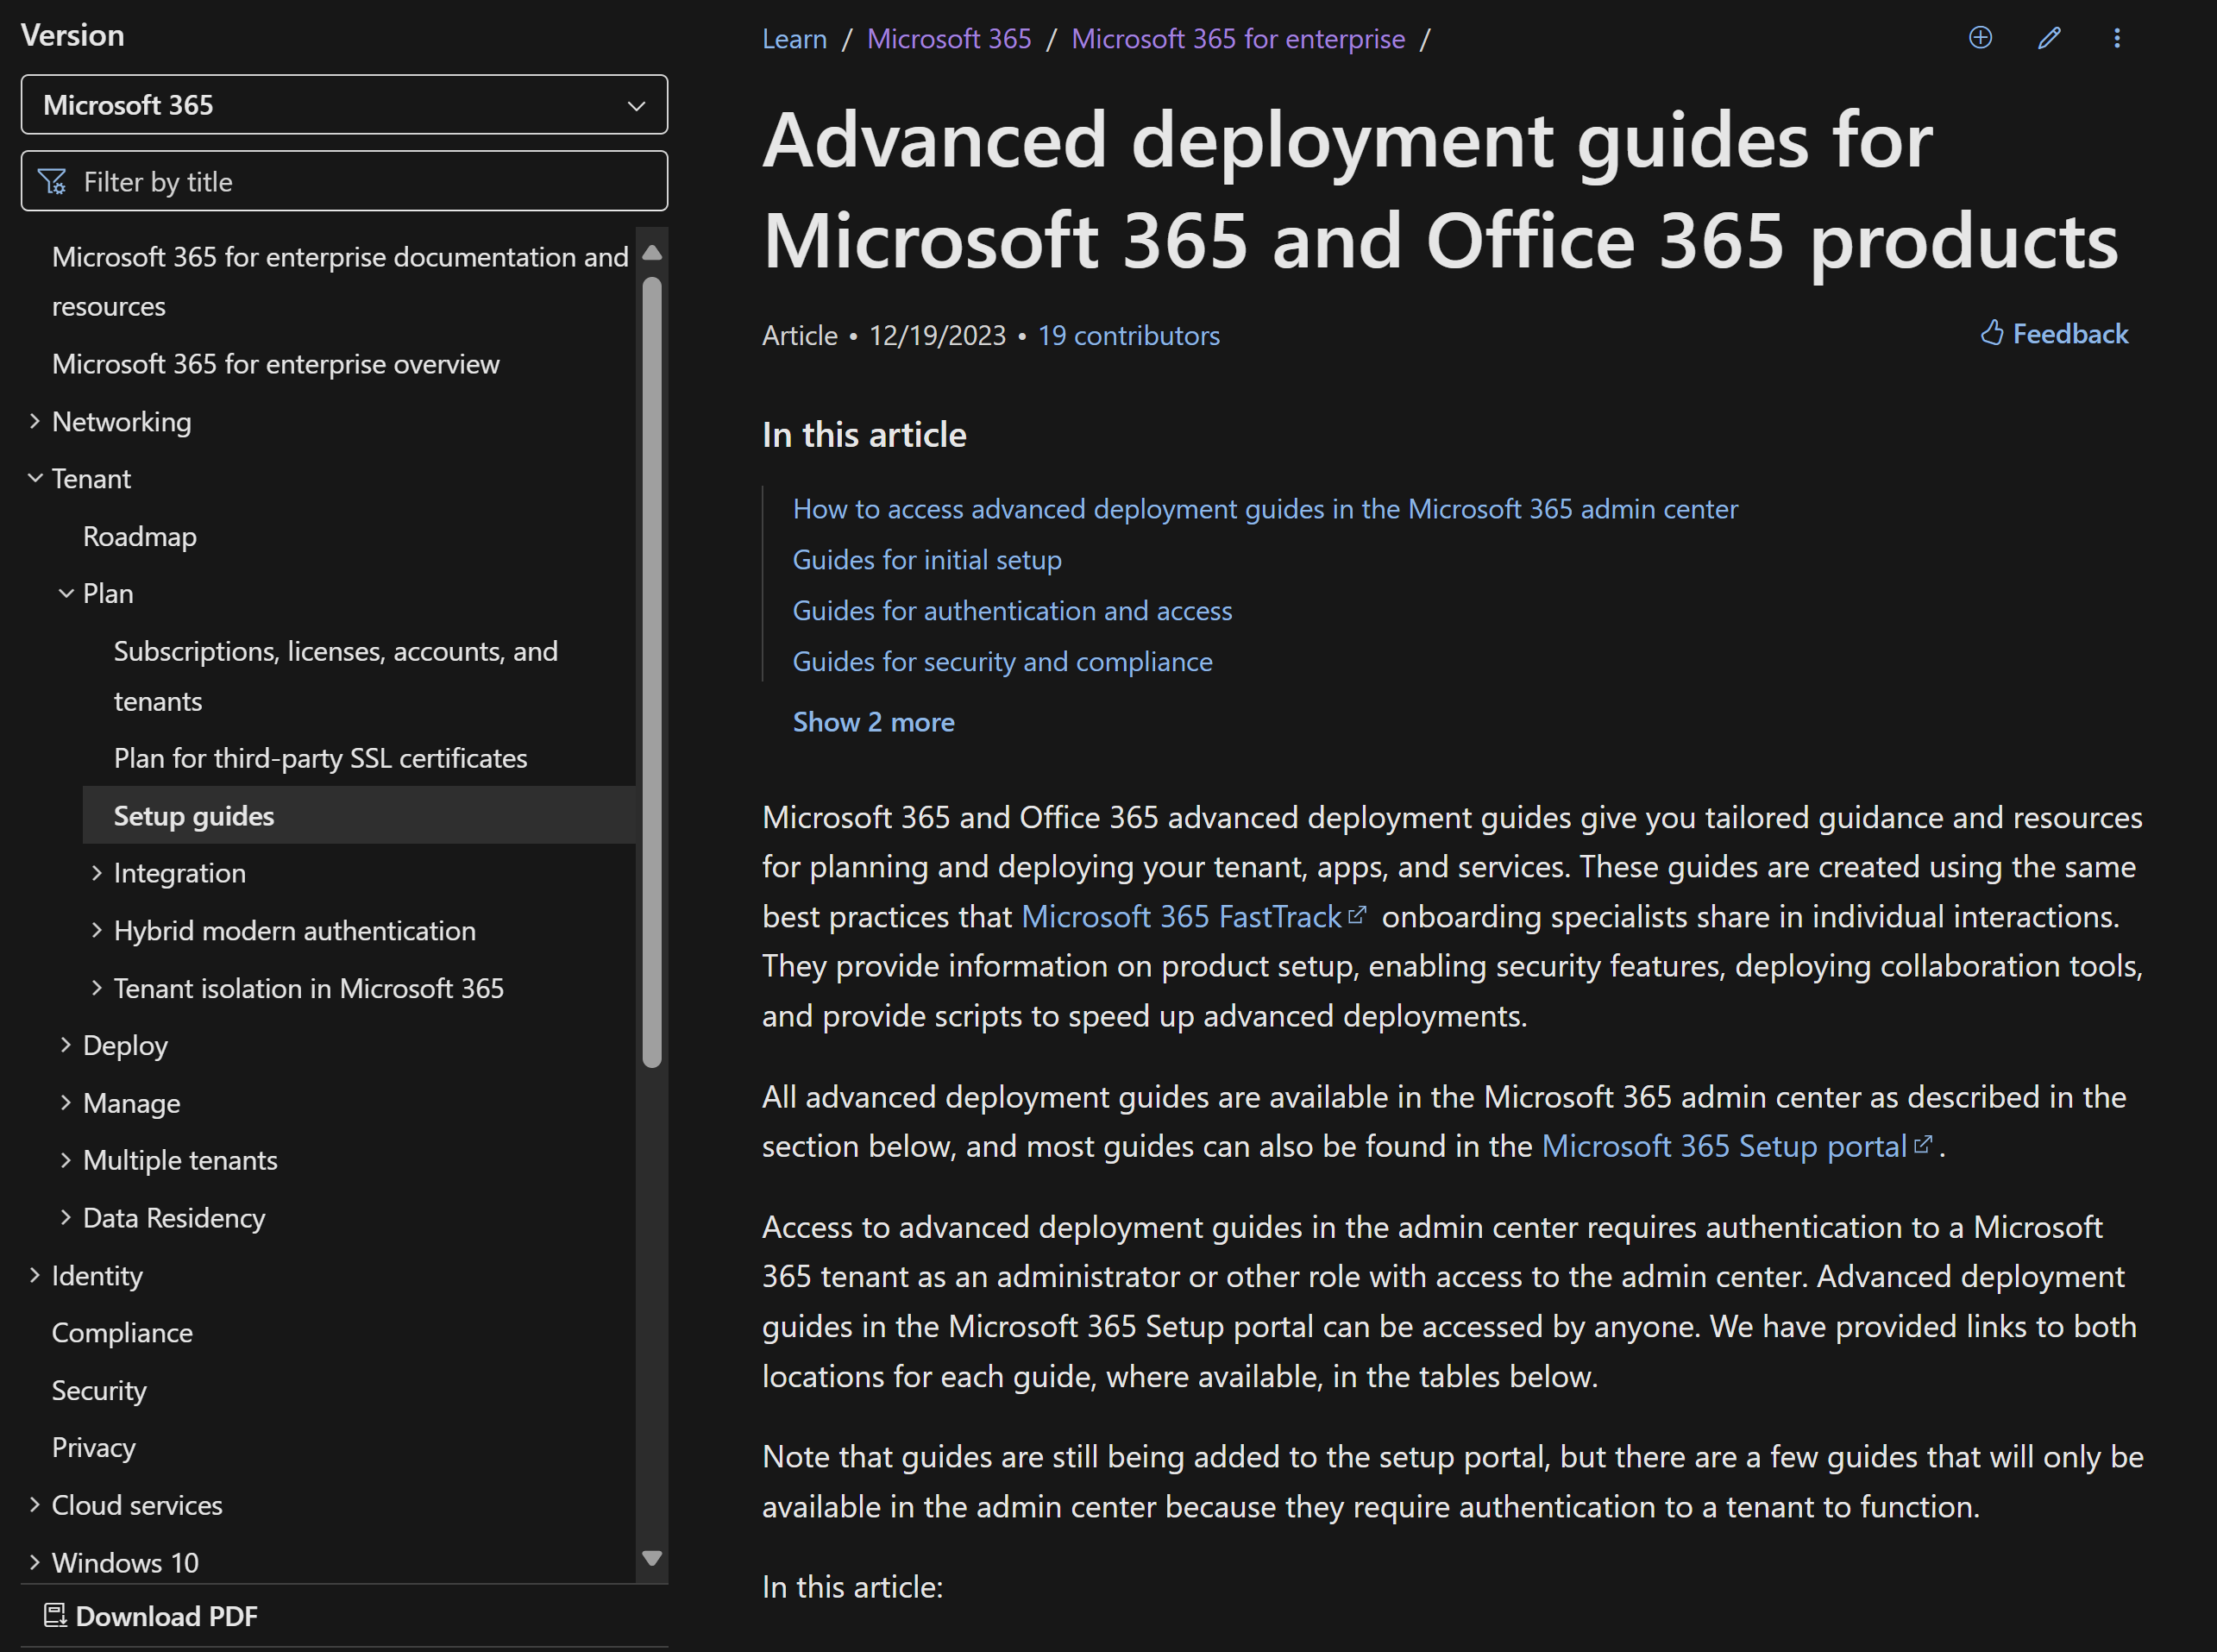 Version
Microsoft 365
Filter by title
Microsoft 365 for enterprise documentation and
resources
Microsoft 365 for enterprise overview
Networking
Tenant
Roadmap
Plan
Subscriptions, licenses, accounts, and
tenants
Plan for third-party SSL certificates
Setup guides
Integration
Hybrid modern authentication
Tenant isolation in Microsoft 365
Deploy
Manage
Multiple tenants
Data Residency
Identity
Compliance
Security
Privacy
Cloud services
Windows 10
Download PDF
Learn / Microsoft 365 / Microsoft 365 for enterprise /
Advanced deployment guides for
Microsoft 365 and Office 365 products
Article • 12/19/2023 • 19 contributors
Feedback
In this article
How to access advanced deployment guides in the Microsoft 365 admin center
Guides for initial setup
Guides for authentication and access
Guides for security and compliance
Show 2 more
Microsoft 365 and Office 365 advanced deployment guides give you tailored guidance and resources
for planning and deploying your tenant, apps, and services. These guides are created using the same
best practices that Microsoft 365 FastTrack onboarding specialists share in individual interactions.
They provide information on product setup, enabling security features, deploying collaboration tools,
and provide scripts to speed up advanced deployments.
All advanced deployment guides are available in the Microsoft 365 admin center as described in the
section below, and most guides can also be found in the Microsoft 365 Setup portal.
Access to advanced deployment guides in the admin center requires authentication to a Microsoft
365 tenant as an administrator or other role with access to the admin center. Advanced deployment
guides in the Microsoft 365 Setup portal can be accessed by anyone. We have provided links to both
locations for each guide, where available, in the tables below.
Note that guides are still being added to the setup portal, but there are a few guides that will only be
available in the admin center because they require authentication to a tenant to function.
In this article: